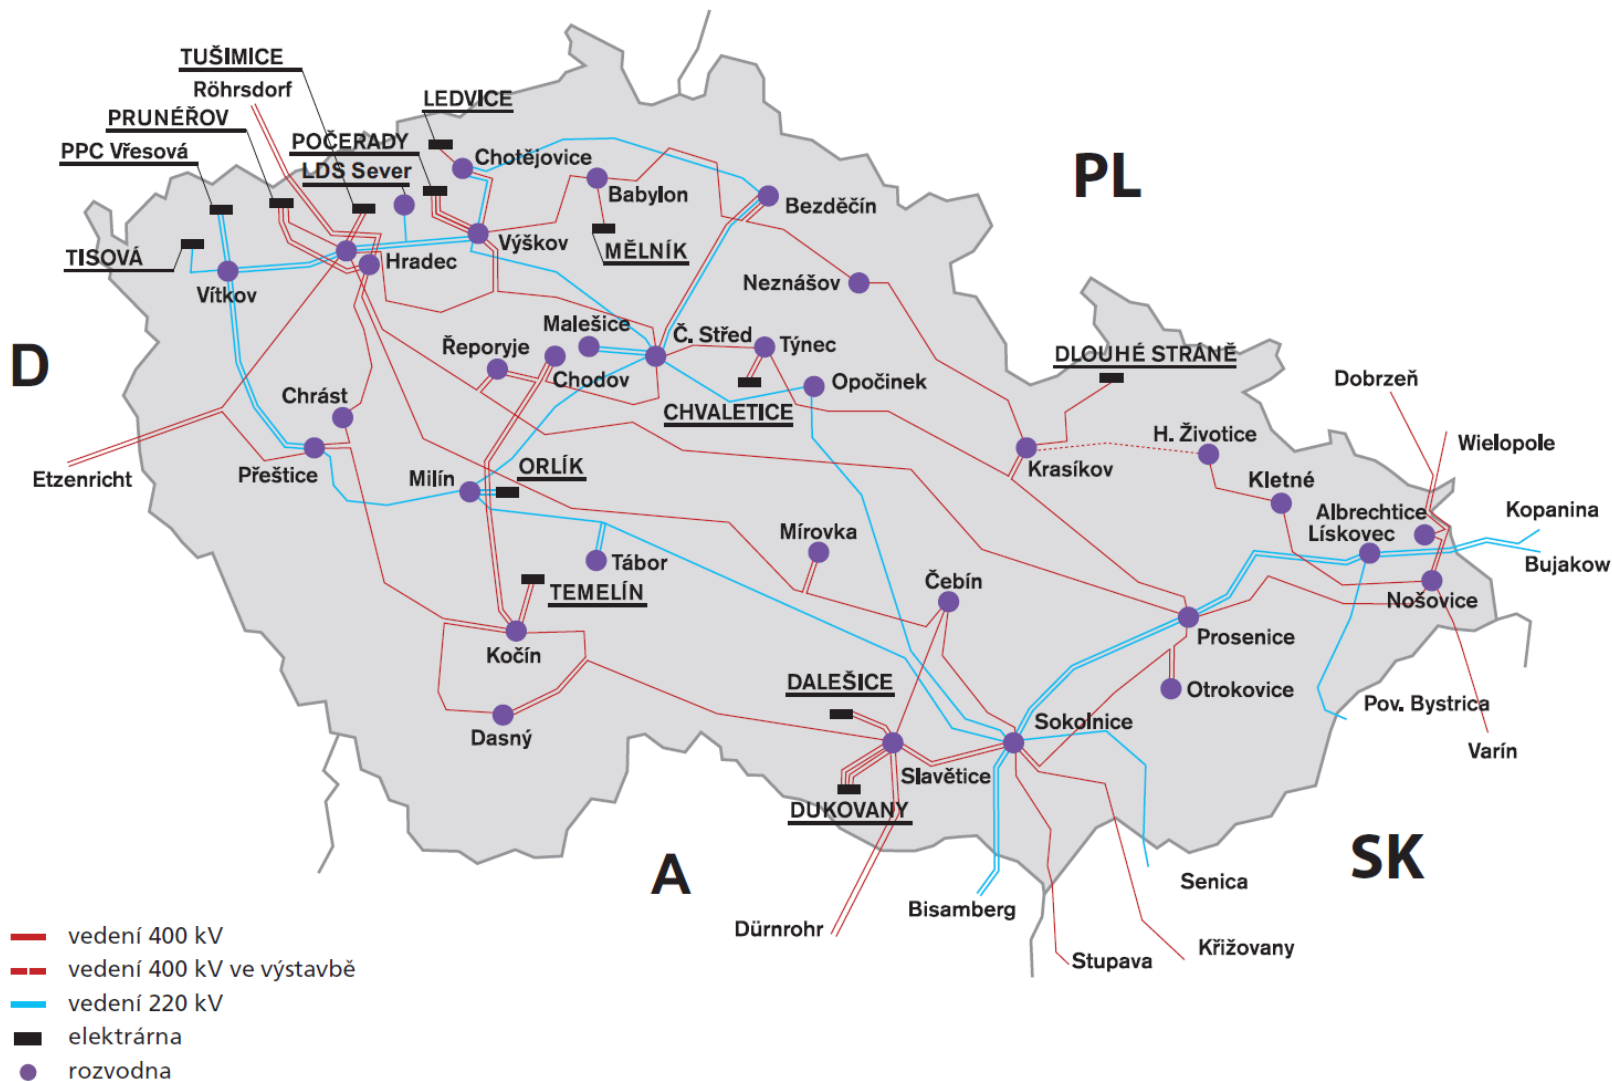 TUŠIMICE
Röhrsdorf
LEDVICE
PRUNÉŘOV
POČERADY
PPC Vřesová
LDS Sever
Chotějovice
PL
Babylon
Bezděčín
TISOVÁ
Hradec
Výškov
MĚLNÍK
Vítkov
Neznášov
Malešice
Č. Střed
Týnec
Řeporyje
D
Chodov
DLOUHÉ STRÁNĚ
Opočinek
Dobrzeň
Chrást
CHVALETICE
H. Životice
Wielopole
Etzenricht
Přeštice
Milín
ORLÍK
Krasíkov
Kletné
Albrechtice
Kopanina
Lískovec
Mírovka
Tábor
Bujakow
TEMELÍN
Čebín
Nošovice
Kočín
Prosenice
DALEŠICE
Otrokovice
Pov. Bystrica
Dasný
Sokolnice
Varín
Slavětice
DUKOVANY
SK
A
Senica
Bisamberg
Dürnrohr
Křižovany
Stupava
vedení 400 kV
vedení 400 kV ve výstavbě
vedení 220 kV
elektrárna
rozvodna